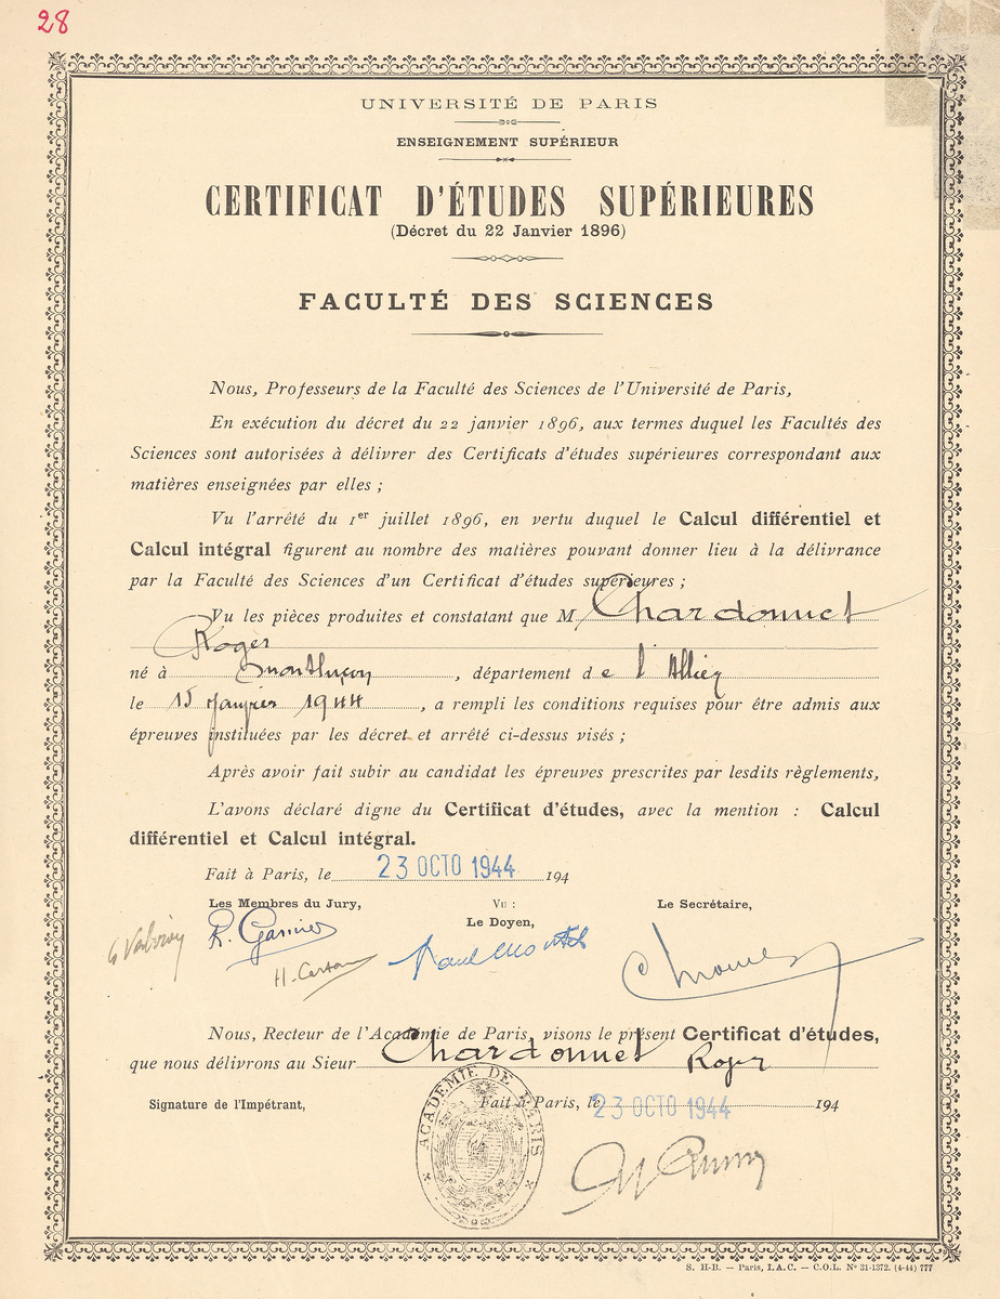 28
UNIVERSITÉ DE PARIS
ENSEIGNEMENT SUPÉRIEUR
CERTIFICAT D'ÉTUDES SUPÉRIEURES
(Décret du 22 Janvier 1896)
FACULTÉ DES SCIENCES
Nous, Professeurs de la Faculté des Sciences de l'Université de Paris,
En exécution du décret du 22 janvier 1896, aux termes duquel les Facultés des
Sciences sont autorisées à délivrer des Certificats d'études supérieures correspondant aux
matières enseignées par elles ;
Vu l'arrêté du 1er juillet 1896, en vertu duquel le Calcul différentiel et
Calcul intégral figurent au nombre des matières pouvant donner lieu à la délivrance
par la Faculté des Sciences d'un Certificat d'études supérieures ;
Vu les pièces produites et constatant que M Chardonnet
Roger
né à Montluçon, département de l'Allier
le 15 Janvier 1944, a rempli les conditions requises pour être admis aux
épreuves instituées par les décret et arrêté ci-dessus visés ;
Après avoir fait subir au candidat les épreuves prescrites par lesdits règlements,
L'avons déclaré digne du Certificat d'études, avec la mention : Calcul
différentiel et Calcul intégral.
Fait à Paris, le 23 OCTO 1944 194
Les Membres du Jury,
Vu :
Le Doyen,
Le Secrétaire,
R. Garnier
H. Cartan
Paul Montel
Nous, Recteur de l'Académie de Paris, visons le présent Certificat d'études,
que nous délivrons au Sieur Chardonnet Roger
Signature de l'Impétrant,
Fait à Paris, le 23 OCTO 1944 194
ACADÉMIE DE PARIS
S. H-B. — Paris, I.A.C. — C.O.L. N° 31-1372. (4-44) 777